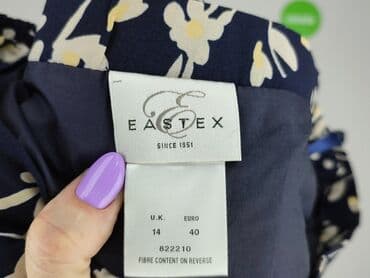 E
EASTEX
SINCE 1951
U.K. EURO
14 40
822210
FIBRE CONTENT ON REVERSE